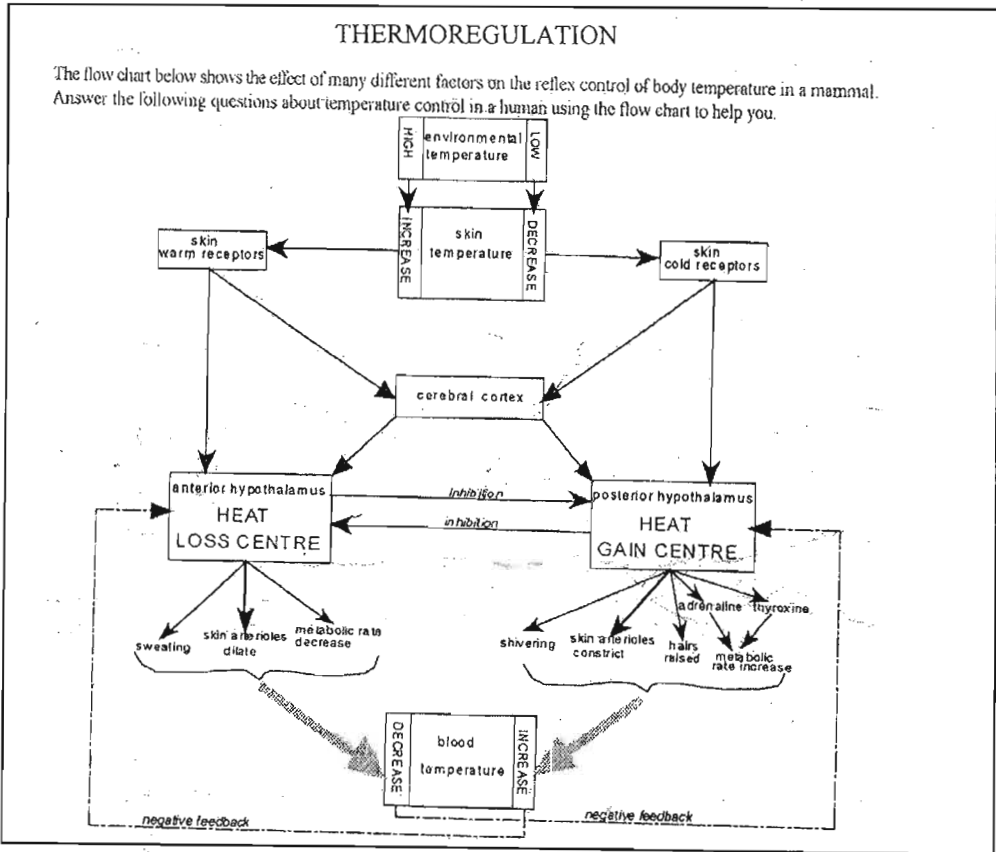 THERMOREGULATION
The flow chart below shows the effect of many different factors on the reflex control of body temperature in a mammal.
Answer the following questions about temperature control in a human using the flow chart to help you.
HIGH
environmental
temperature
LOW
INCREASE
skin
temperature
DECREASE
skin
warm receptors
skin
cold receptors
cerebral cortex
anterior hypothalamus
HEAT
LOSS CENTRE
inhibition
inhibition
posterior hypothalamus
HEAT
GAIN CENTRE
sweating
skin arterioles
dilate
metabolic rate
decrease
shivering
skin arterioles
constrict
hairs
raised
adrenaline
thyroxine
metabolic
rate increase
DECREASE
blood
temperature
INCREASE
negative feedback
negative feedback